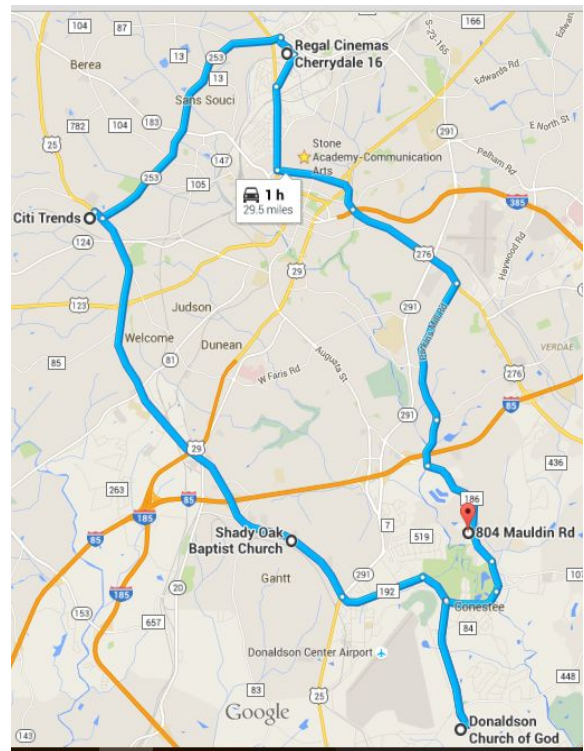 104
87
166
253
Regal Cinemas
Cherrydale 16
S-23-165
Berea
13
Edwards Rd
Sans Souci
13
291
E North St
782
104
183
Stone
Academy-Communication
Arts
25
147
Pelham Rd
253
105
1 h
29.5 miles
385
Citi Trends
124
276
Haywood Rd
29
123
Judson
291
Welcome
Dunean
VERDAE
85
81
Augusta St
W Faris Rd
276
291
85
29
263
436
85
186
185
7
804 Mauldin Rd
Shady Oak
Baptist Church
519
85
Gantt
20
291
192
107
185
153
Conestee
657
84
Donaldson Center Airport
448
83
25
Google
Donaldson
Church of God
143